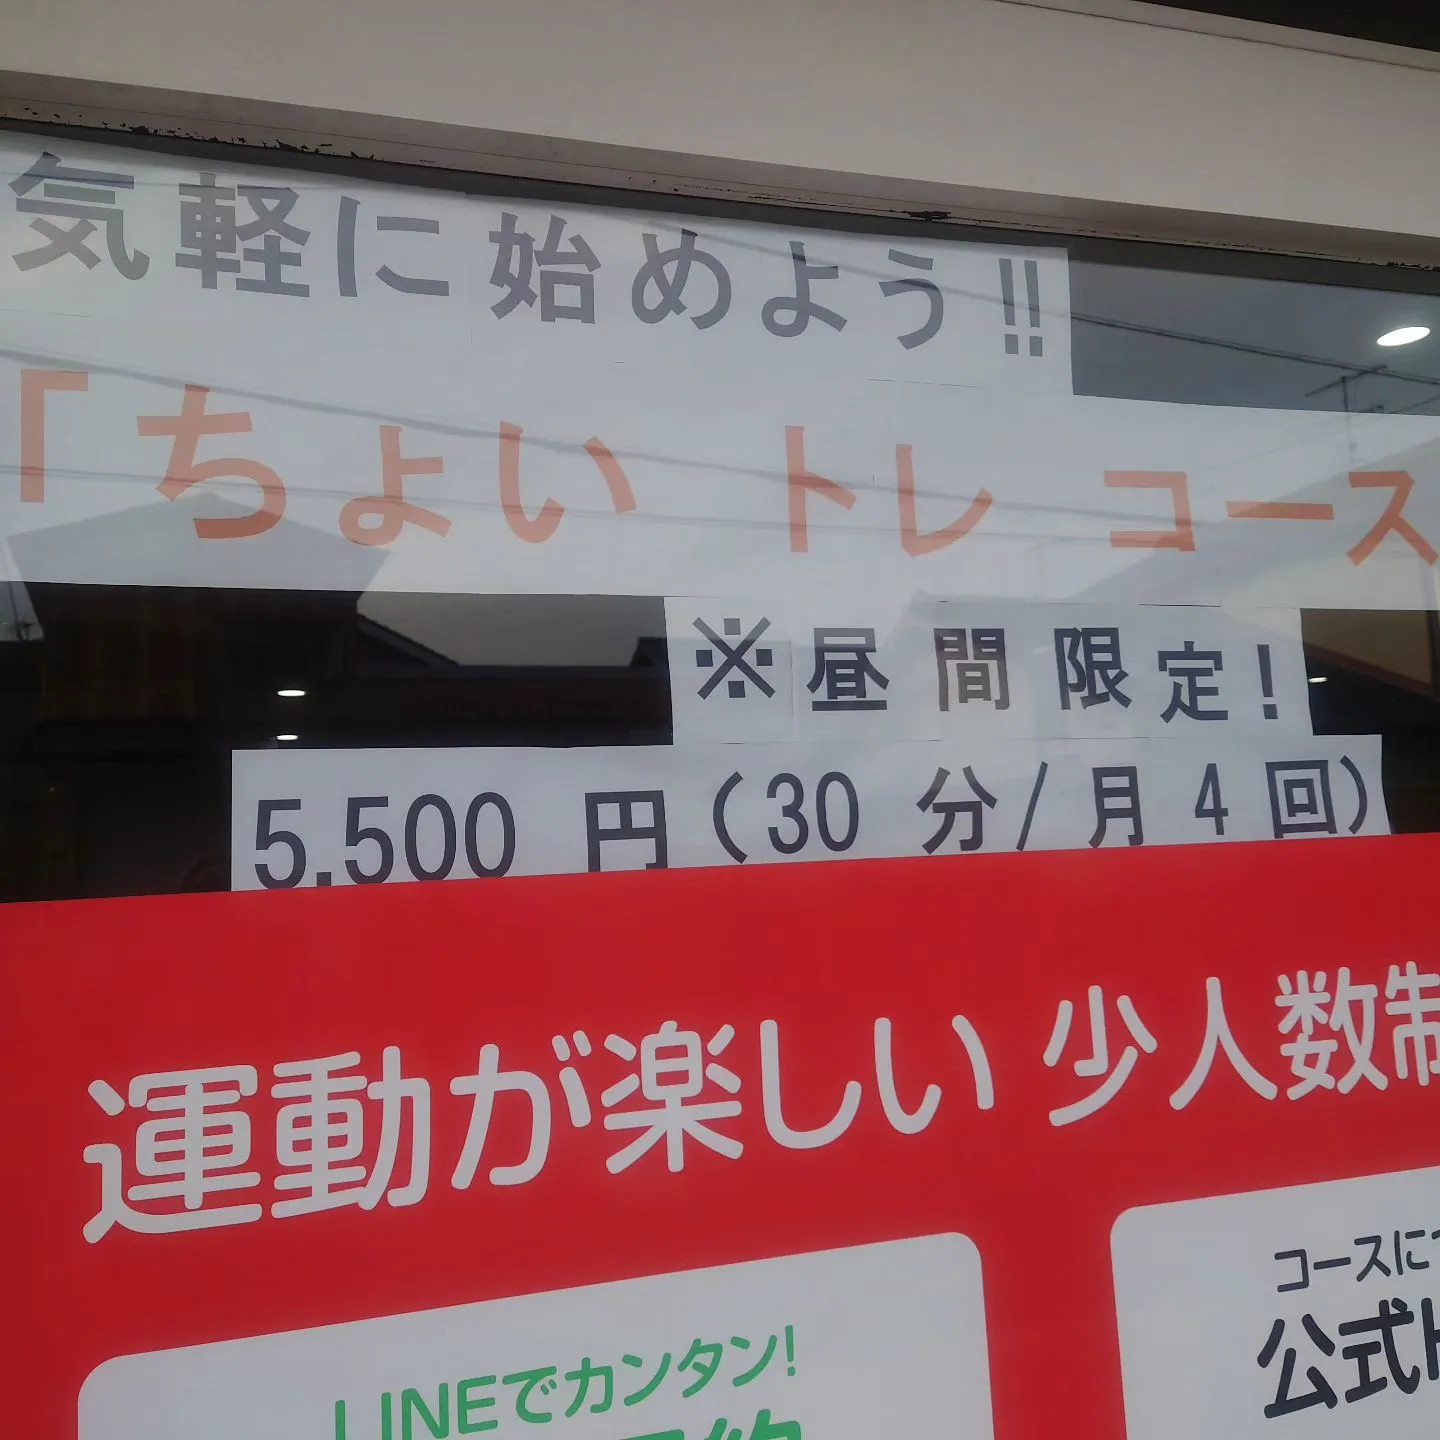 気軽に始めよう!!
「ちょい トレ コース
※昼間限定!
5,500 円(30 分/月 4 回)
運動が楽しい 少人数制
LINEでカンタン!
コースに
公式